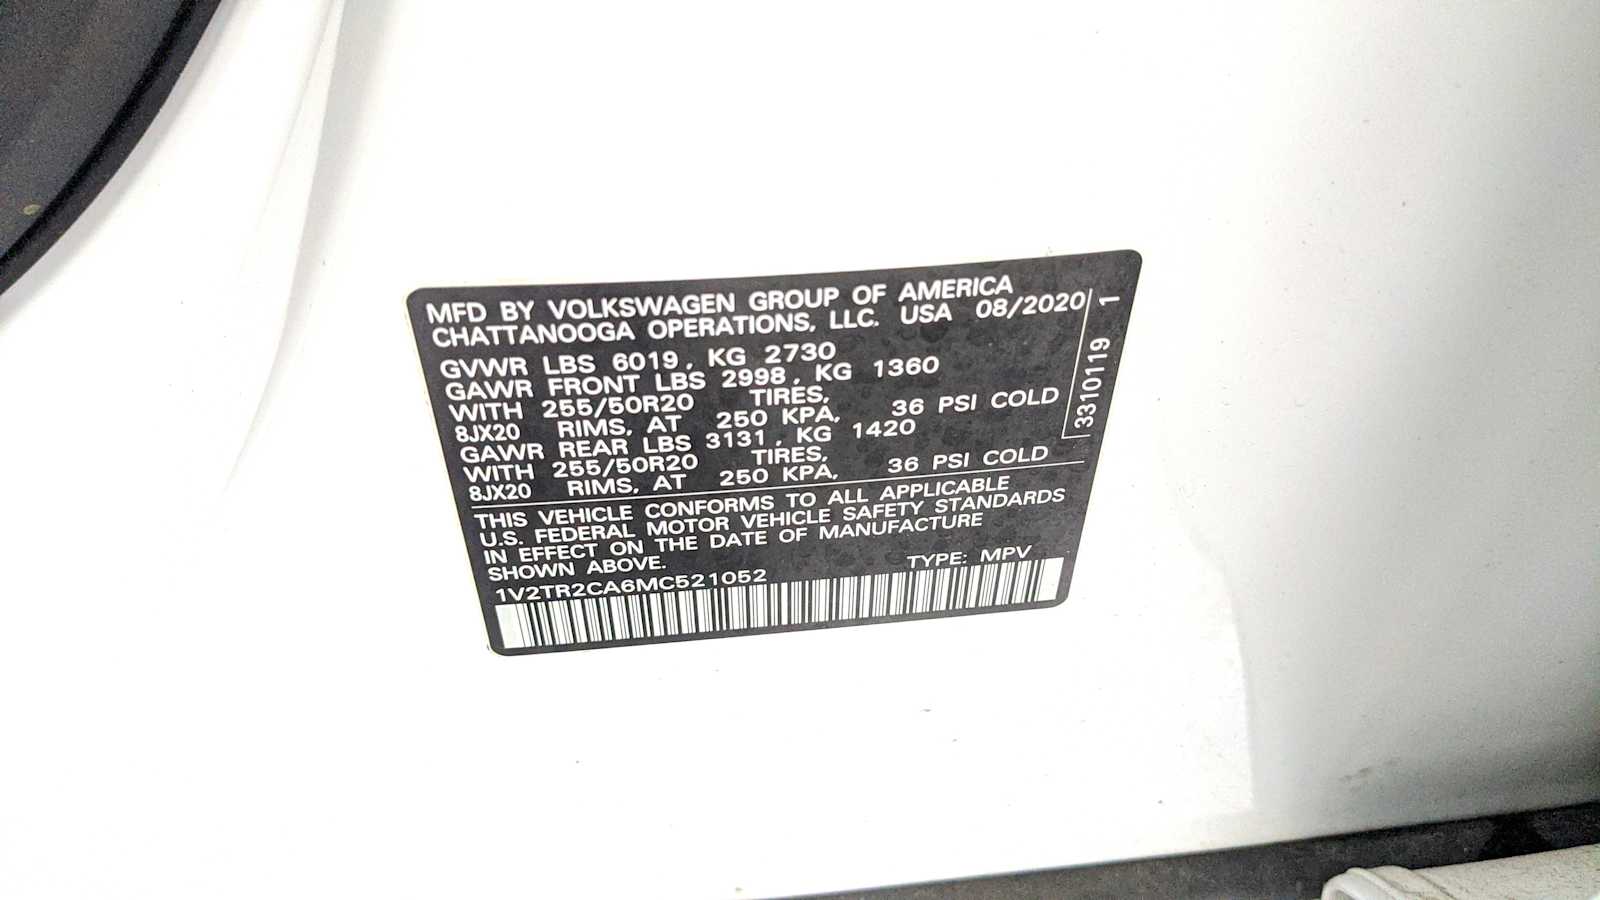 MFD BY VOLKSWAGEN GROUP OF AMERICA
CHATTANOOGA OPERATIONS, LLC. USA 08/2020
GVWR LBS 6019, KG 2730
GAWR FRONT LBS 2998, KG 1360
WITH 255/50R20 TIRES,
8JX20 RIMS, AT 250 KPA, 36 PSI COLD
GAWR REAR LBS 3131, KG 1420
WITH 255/50R20 TIRES,
8JX20 RIMS, AT 250 KPA, 36 PSI COLD
THIS VEHICLE CONFORMS TO ALL APPLICABLE
U.S. FEDERAL MOTOR VEHICLE SAFETY STANDARDS
IN EFFECT ON THE DATE OF MANUFACTURE
SHOWN ABOVE.
TYPE: MPV
1V2TR2CA6MC521052
3310119 1